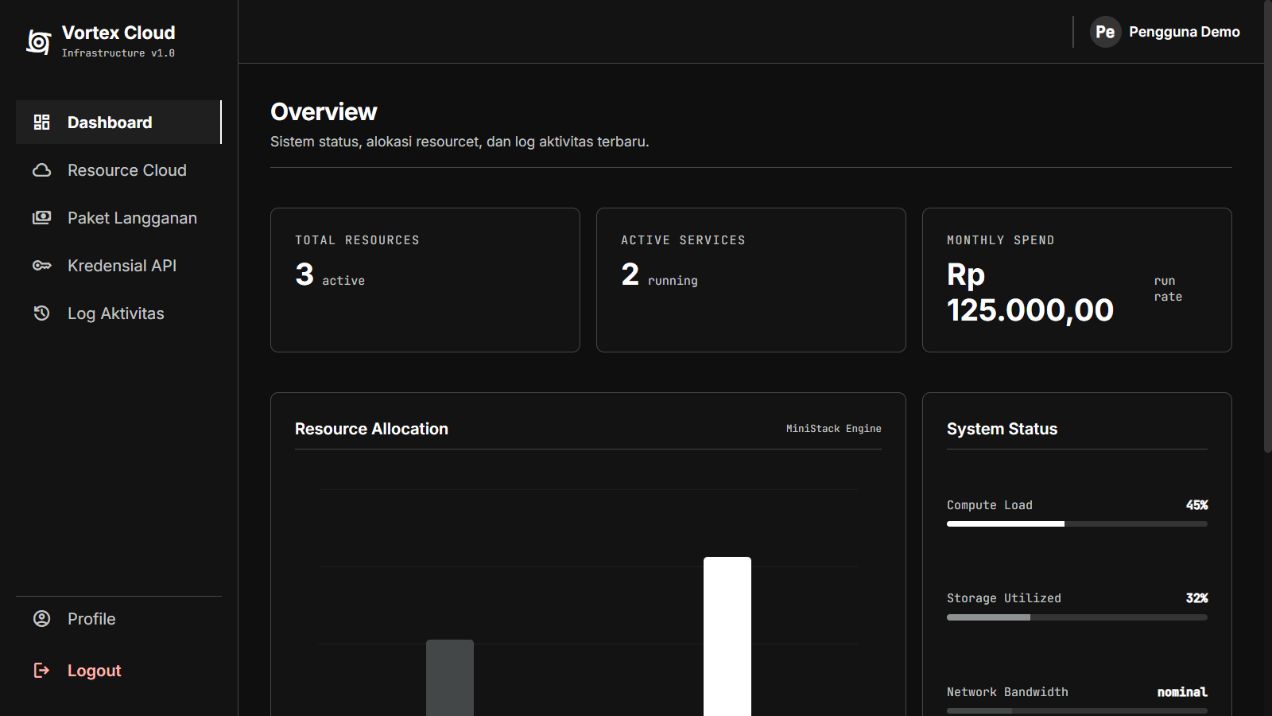 Vortex Cloud
Infrastructure v1.0
Pe Pengguna Demo
Dashboard
Resource Cloud
Paket Langganan
Kredensial API
Log Aktivitas
Profile
Logout
Overview
Sistem status, alokasi resourcet, dan log aktivitas terbaru.
TOTAL RESOURCES
3 active
ACTIVE SERVICES
2 running
MONTHLY SPEND
Rp
125.000,00
run
rate
Resource Allocation
MiniStack Engine
System Status
Compute Load 45%
Storage Utilized 32%
Network Bandwidth nominal